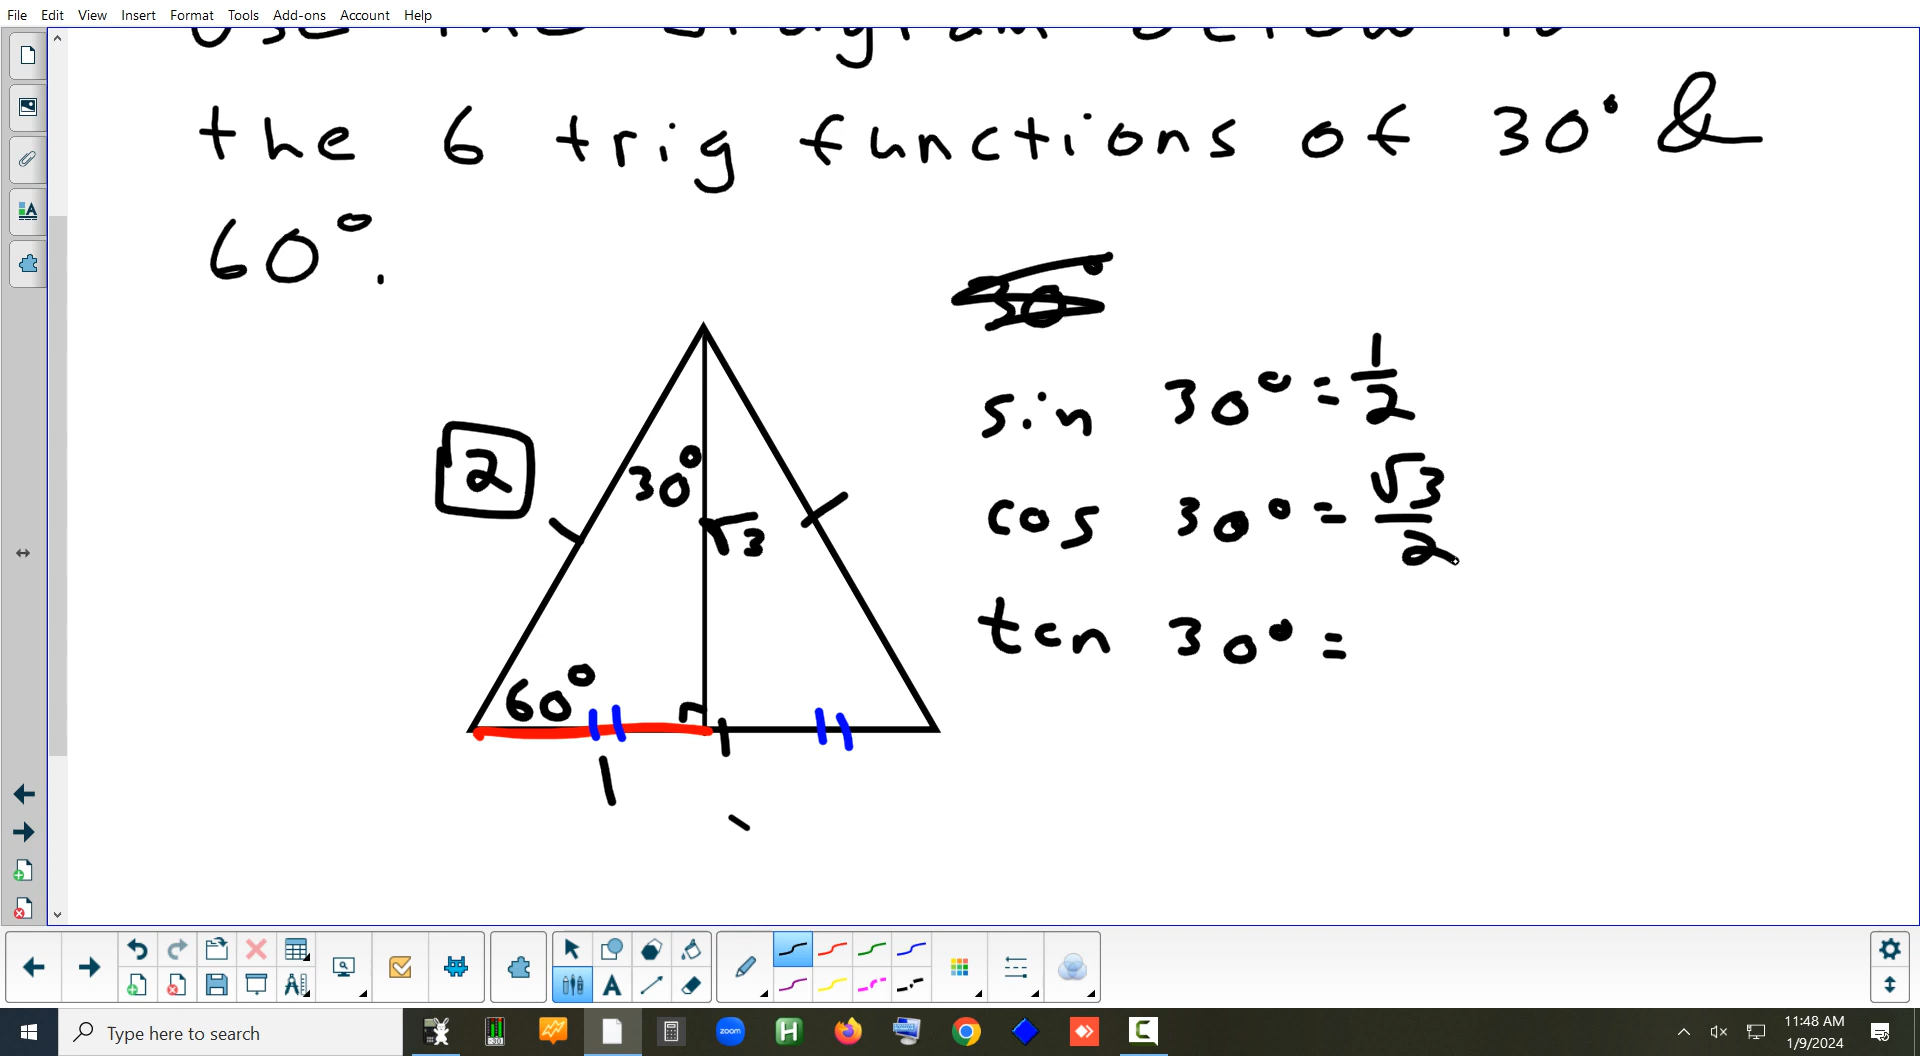 File Edit View Insert Format Tools Add-ons Account Help
the 6 trig functions of 30° &
60°.
30°
sin 30° = 1/2
2
30°
cos 30° = √3/2
√3
tan 30° =
60°
1
Type here to search
zoom
11:48 AM
1/9/2024